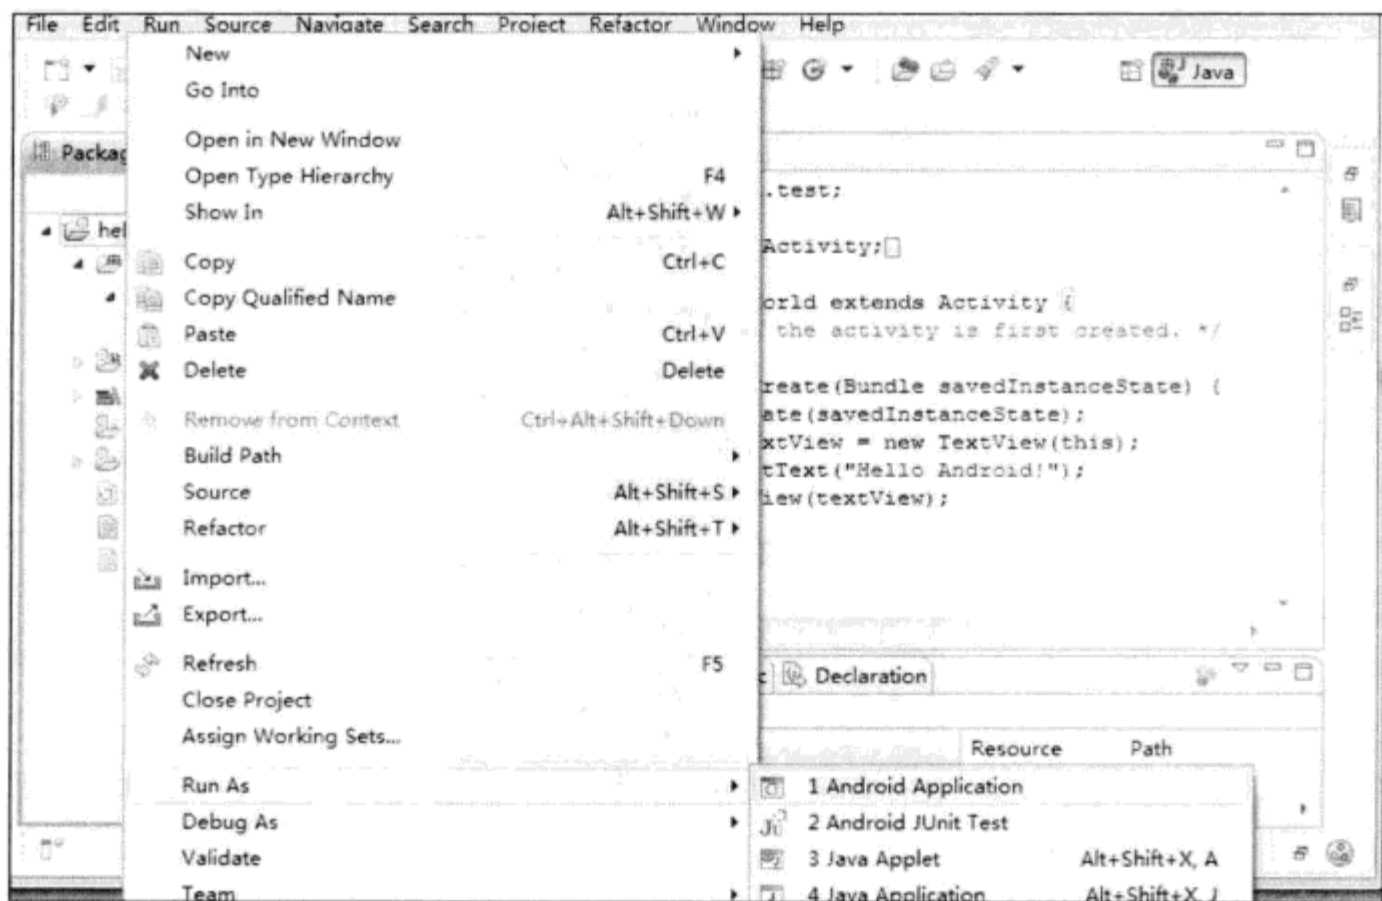 File Edit Run Source Navigate Search Project Refactor Window Help
Java
New
Go Into
Open in New Window
Open Type Hierarchy F4
Show In Alt+Shift+W
Copy Ctrl+C
Copy Qualified Name
Paste Ctrl+V
Delete Delete
Remove from Context Ctrl+Alt+Shift+Down
Build Path
Source Alt+Shift+S
Refactor Alt+Shift+T
Import...
Export...
Refresh F5
Close Project
Assign Working Sets...
Run As
Debug As
Validate
Team
Packag
hel
.test;
Activity;
orld extends Activity {
the activity is first created. */
reate(Bundle savedInstanceState) {
ate(savedInstanceState);
xtView = new TextView(this);
tText("Hello Android!");
iew(textView);
Declaration
Resource Path
1 Android Application
2 Android JUnit Test
3 Java Applet Alt+Shift+X, A
4 Java Application Alt+Shift+X, J